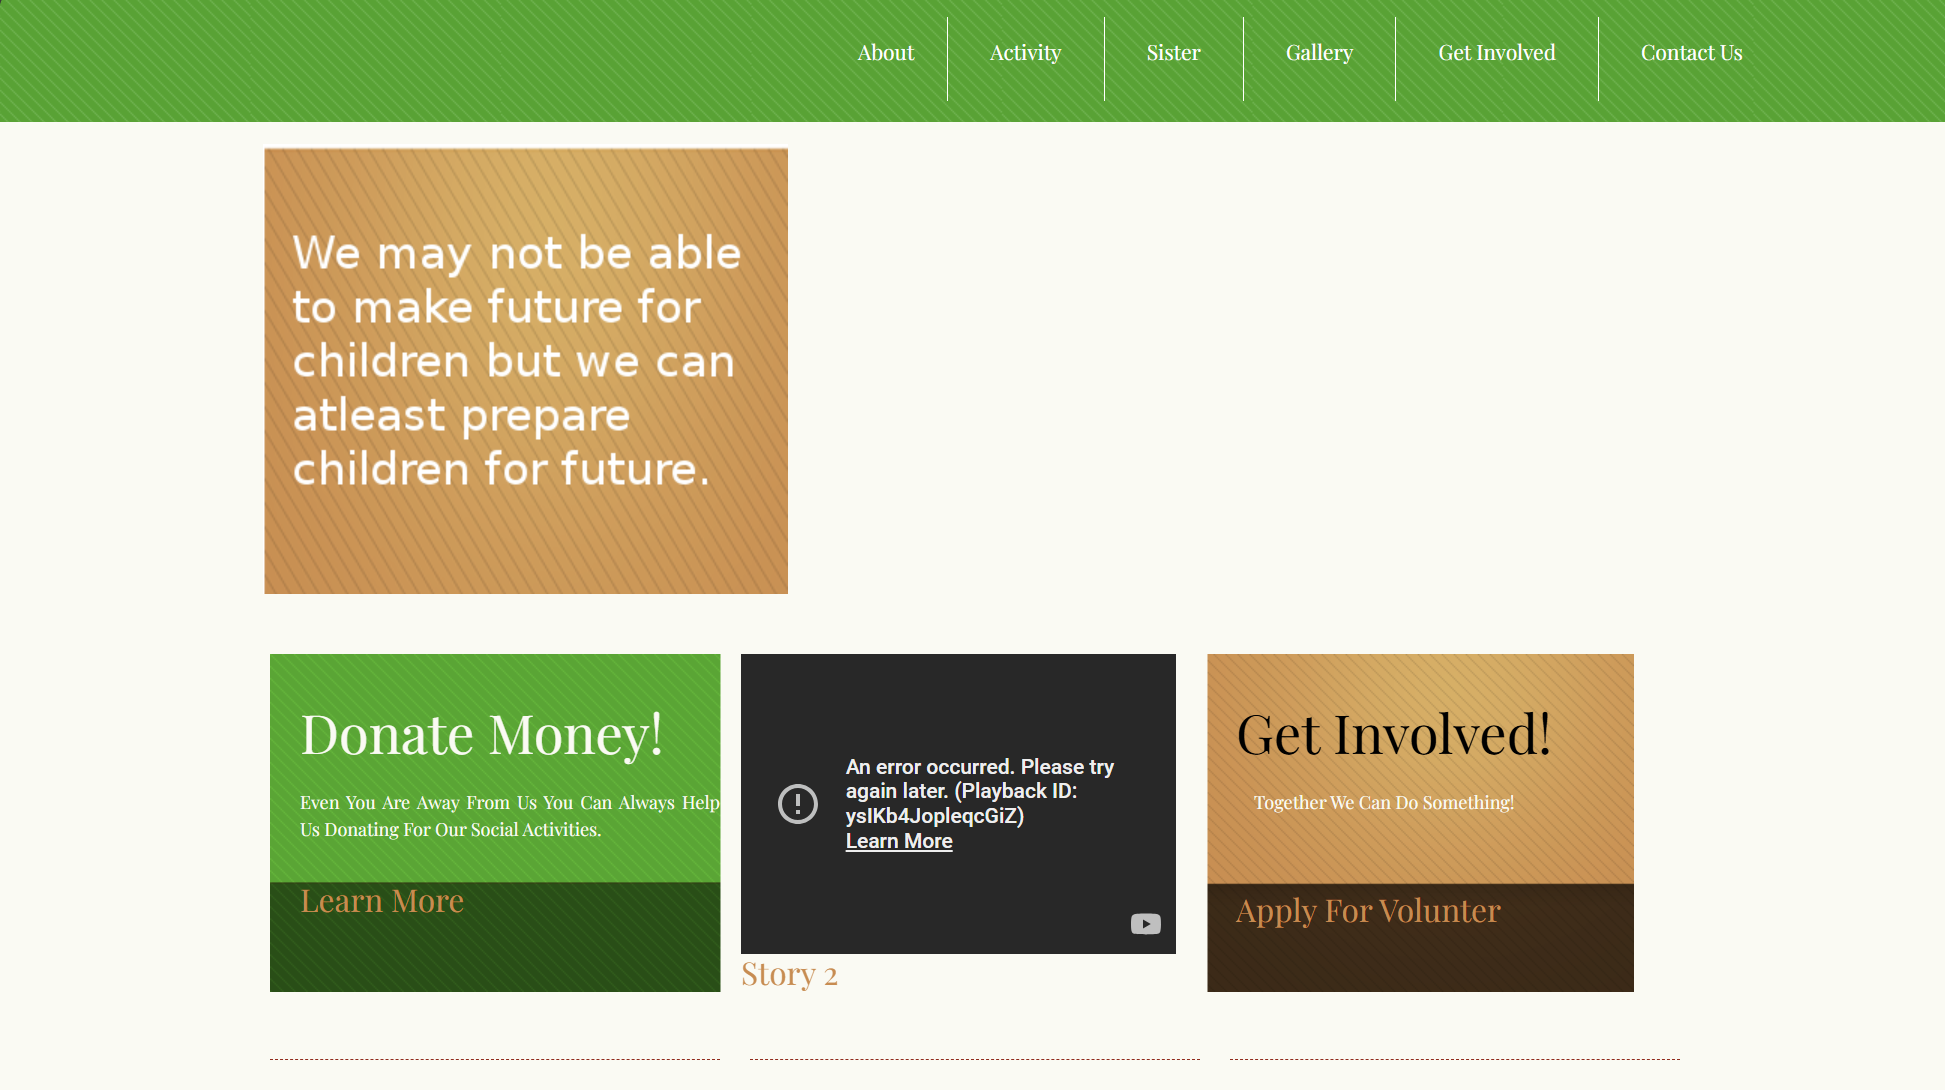 About Activity Sister Gallery Get Involved Contact Us
We may not be able
to make future for
children but we can
atleast prepare
children for future.
Donate Money!
Even You Are Away From Us You Can Always Help
Us Donating For Our Social Activities.
Learn More
An error occurred. Please try
again later. (Playback ID:
ysIKb4JopleqcGiZ)
Learn More
Story 2
Get Involved!
Together We Can Do Something!
Apply For Volunter